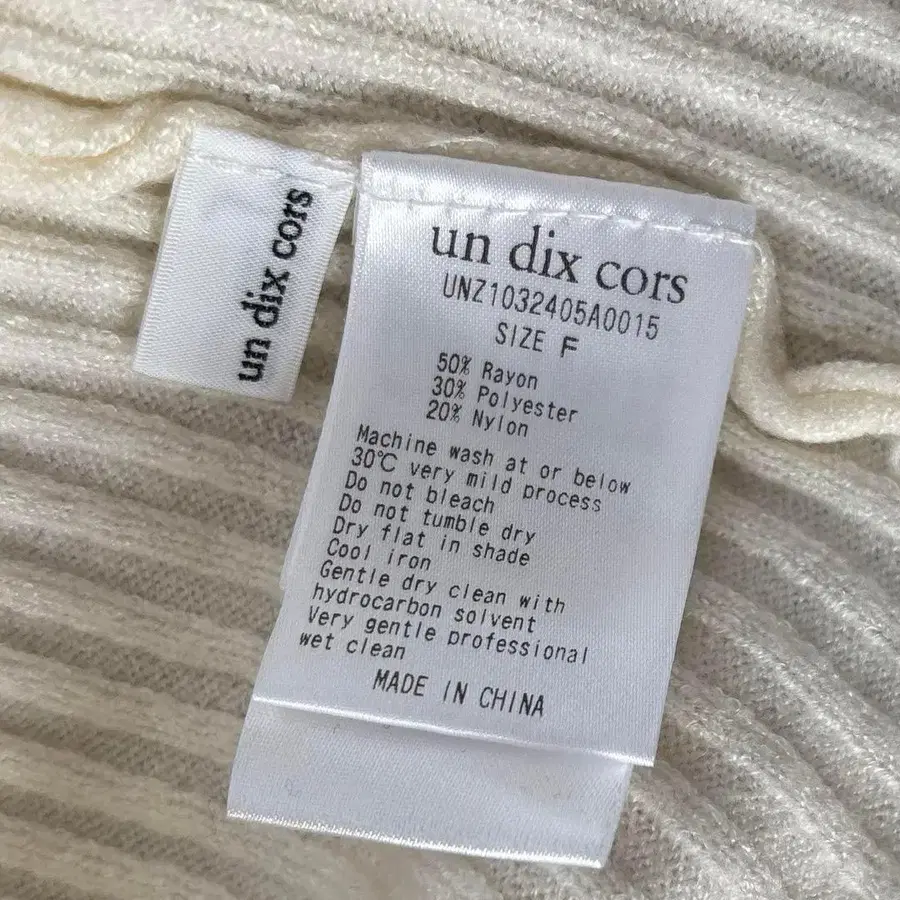 un dix cors
un dix cors
UNZ1032405A0015
SIZE F
50% Rayon
30% Polyester
20% Nylon
Machine wash at or below
30℃ very mild process
Do not bleach
Do not tumble dry
Dry flat in shade
Cool iron
Gentle dry clean with
hydrocarbon solvent
Very gentle professional
wet clean
MADE IN CHINA